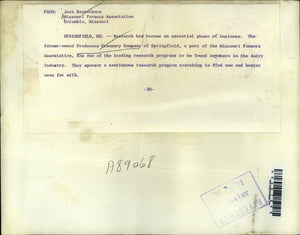 FROM: Jack Hackethorn
Missouri Farmers Association
Columbia, Missouri
SPRINGFIELD, MO. -- Research has become an essential phase of business. The
farmer-owned Producers Creamery Company of Springfield, a part of the Missouri Farmers
Association, has one of the leading research programs to be found anywhere in the dairy
industry. They sponsor a continuous research program searching to find new and better
uses for milk.
-30-
A89068
REFERENCE